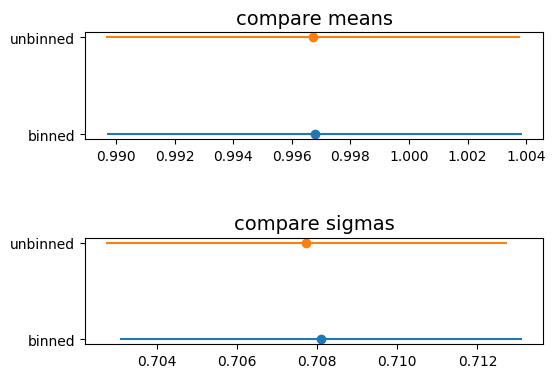 compare means
unbinned
binned
0.990 0.992 0.994 0.996 0.998 1.000 1.002 1.004
compare sigmas
unbinned
binned
0.704 0.706 0.708 0.710 0.712